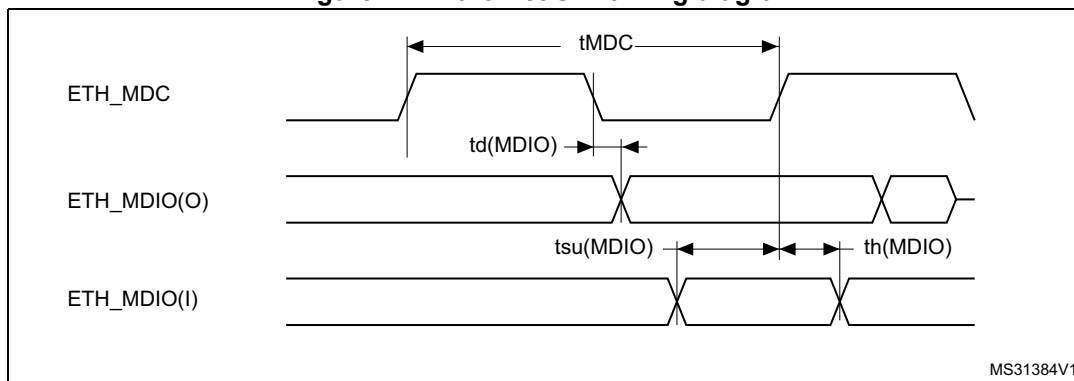 tMDC
ETH_MDC
td(MDIO)
ETH_MDIO(O)
tsu(MDIO) th(MDIO)
ETH_MDIO(I)
MS31384V1